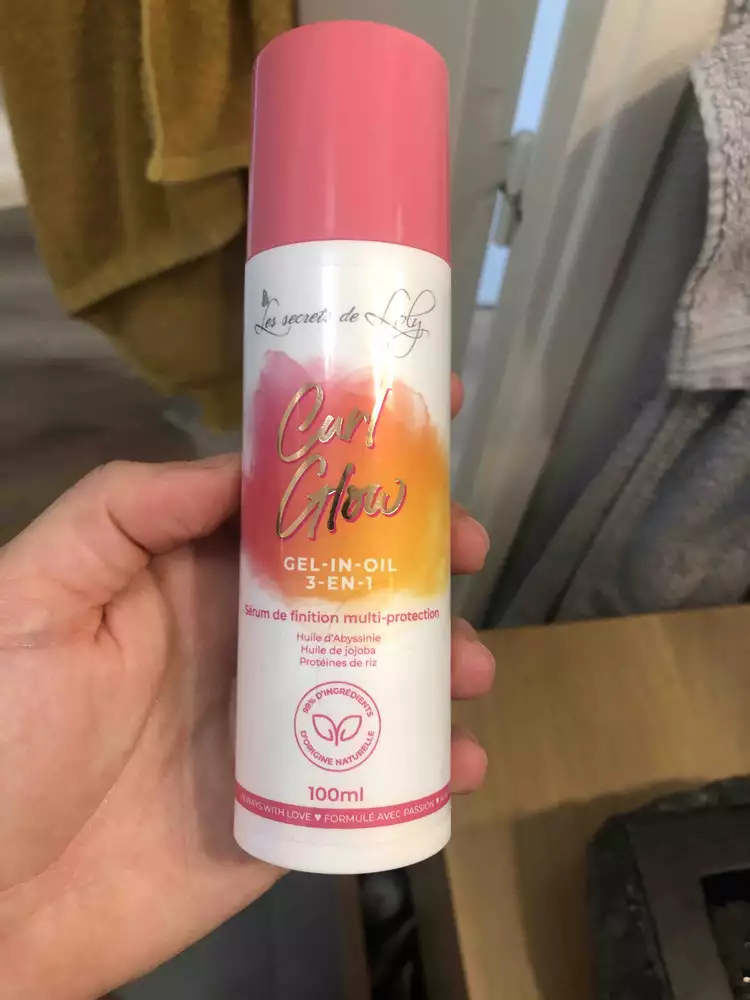 Les secrets de Loly
Curl
Glow
GEL-IN-OIL
3-EN-1
Sérum de finition multi-protection
Huile d'Abyssinie
Huile de jojoba
Protéines de riz
99% D'INGRÉDIENTS
D'ORIGINE NATURELLE
100ml
WITH LOVE ♥ FORMULÉ AVEC PASSION ♥